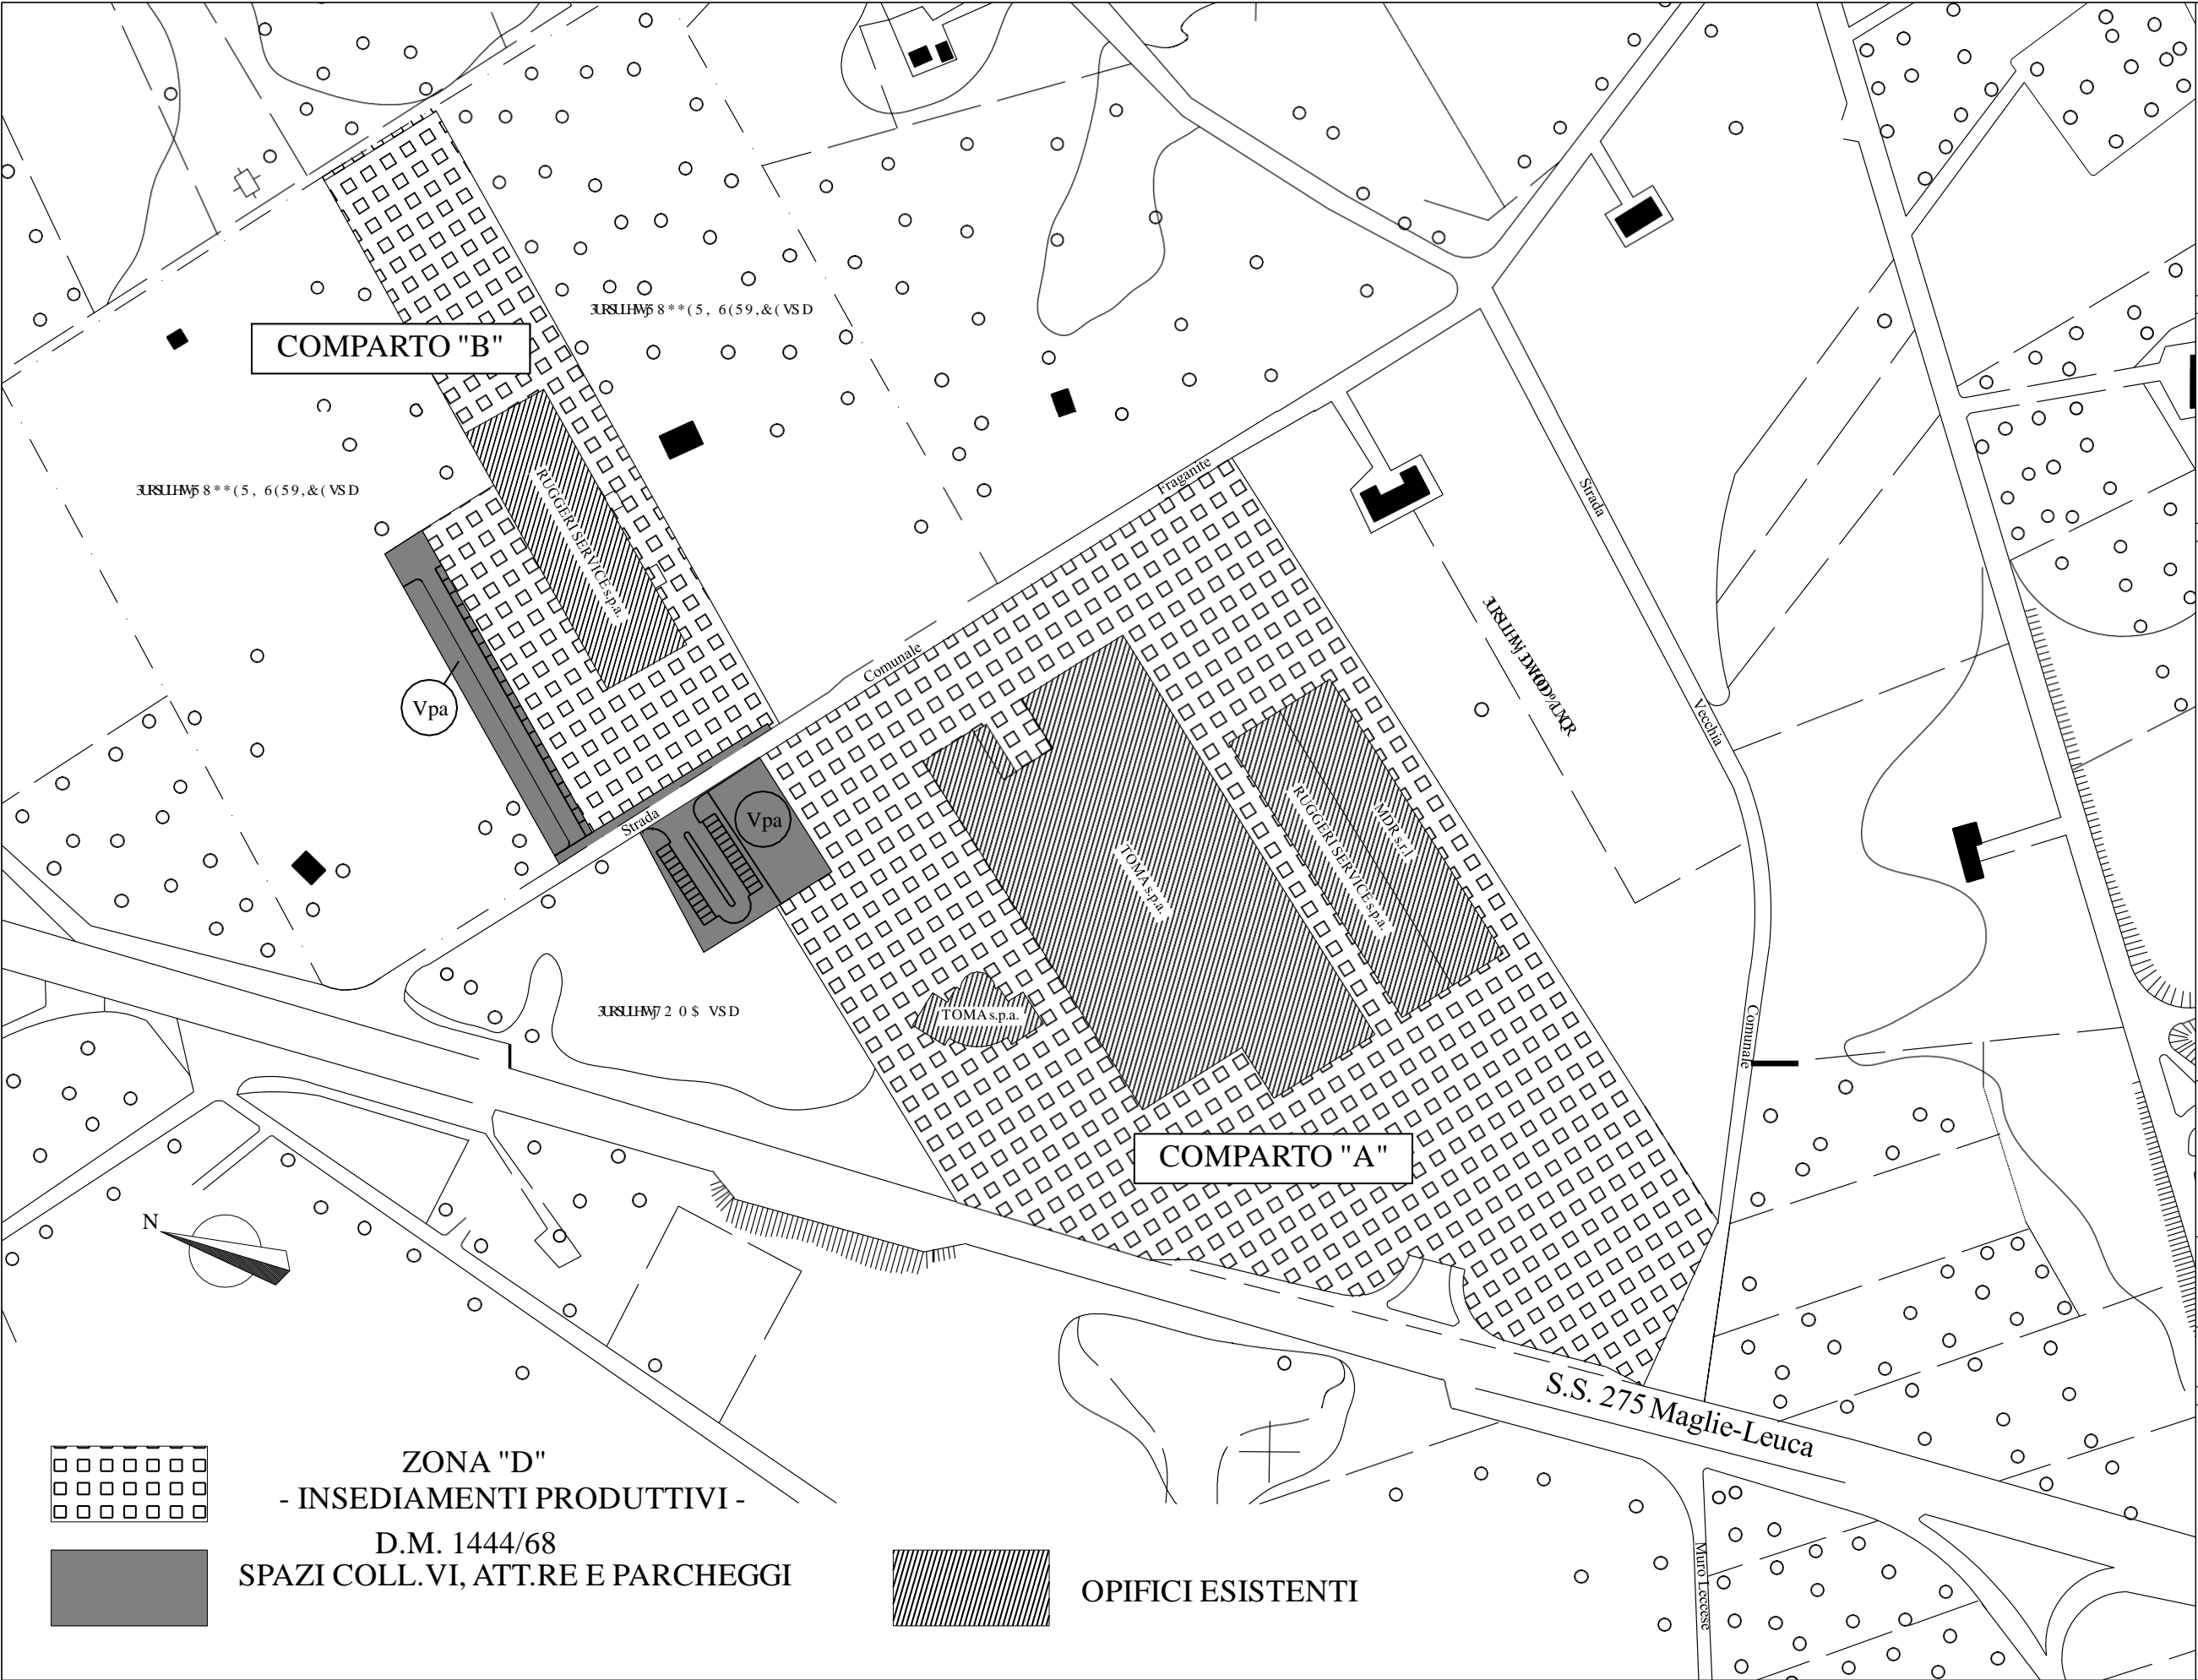 COMPARTO "B"
RUGGERI SERVICE s.p.a.
Vpa
Fraganite
Comunale
Strada
Vpa
Strada
Vecchia
Comunale
TOMA s.p.a.
RUGGERI SERVICE s.p.a.
MDR s.r.l.
TOMA s.p.a.
COMPARTO "A"
N
S.S. 275 Maglie-Leuca
Muro Leccese
ZONA "D"
- INSEDIAMENTI PRODUTTIVI -
D.M. 1444/68
SPAZI COLL.VI, ATT.RE E PARCHEGGI
OPIFICI ESISTENTI